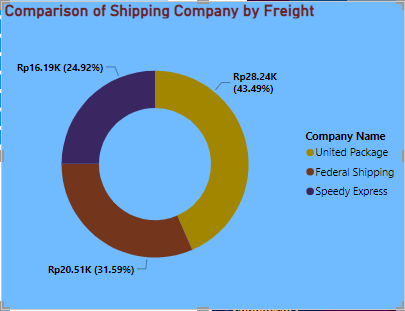 Comparison of Shipping Company by Freight
Rp16.19K (24.92%)
Rp28.24K
(43.49%)
Company Name
United Package
Federal Shipping
Speedy Express
Rp20.51K (31.59%)